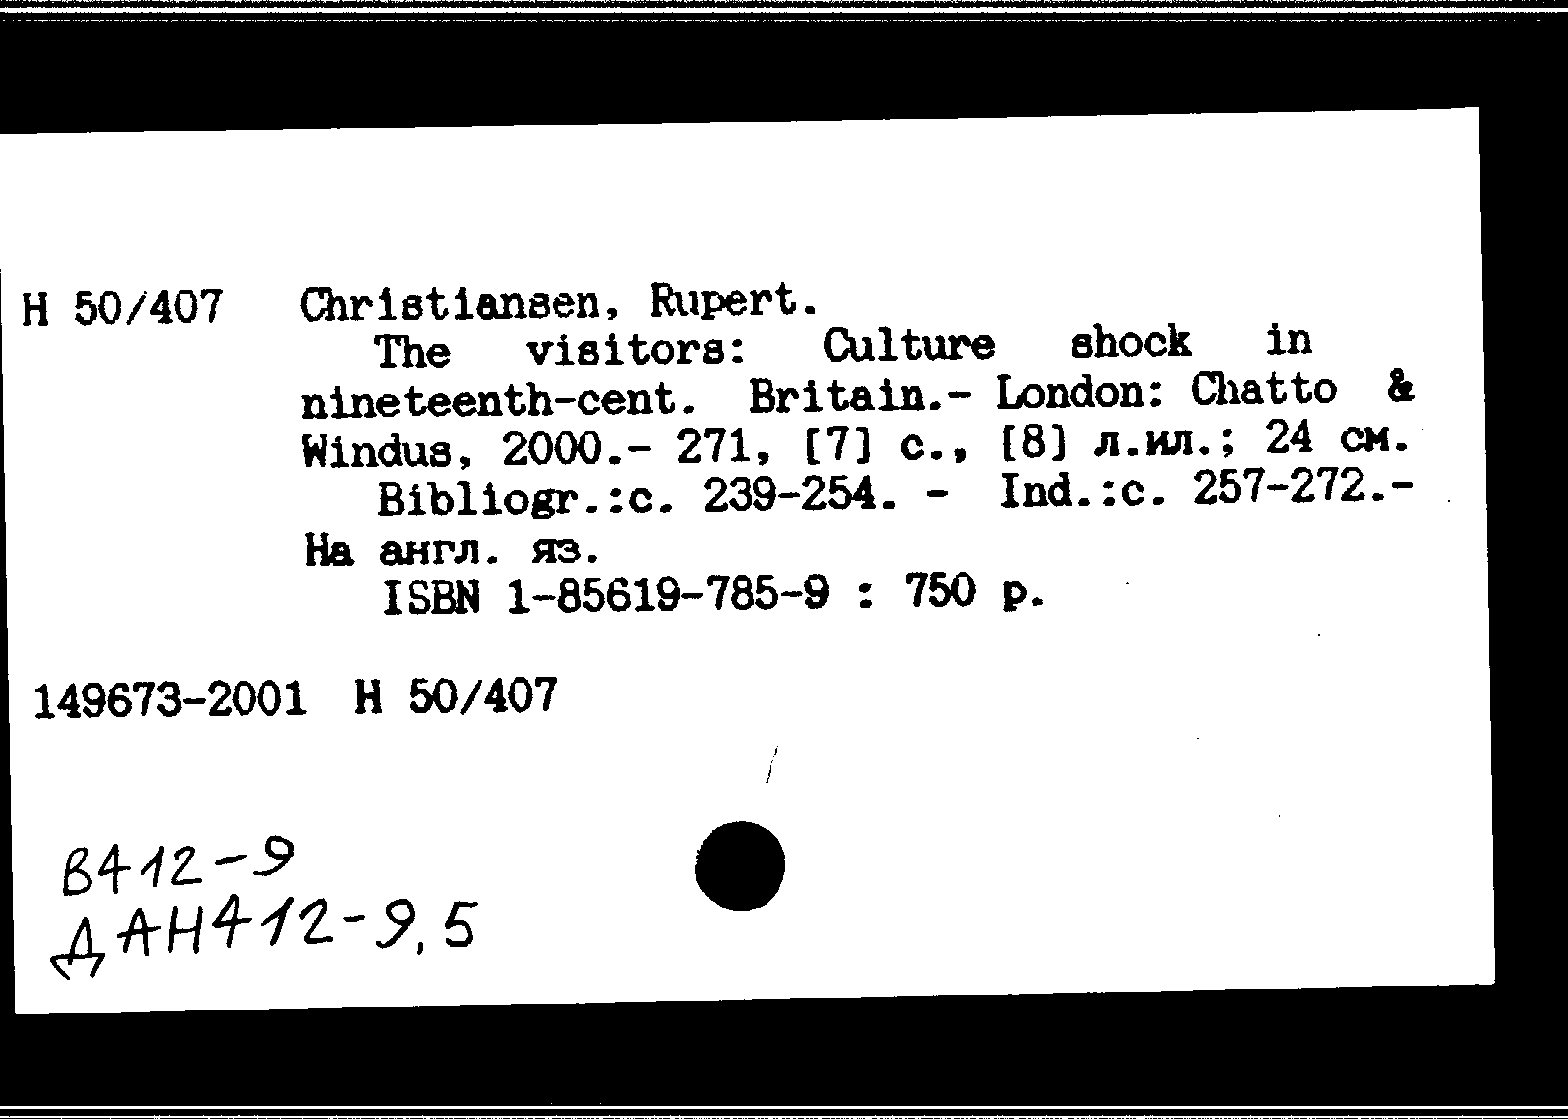 Н 50/407 Christiansen, Rupert.
The visitors: Culture shock in
nineteenth-cent. Britain.- London: Chatto &
Windus, 2000.- 271, [7] с., [8] л.ил.; 24 см.
Bibliogr.:с. 239-254. - Ind.:с. 257-272.-
На англ. яз.
ISBN 1-85619-785-9 : 750 р.
149673-2001 Н 50/407
В412-9
ДАН412-9,5